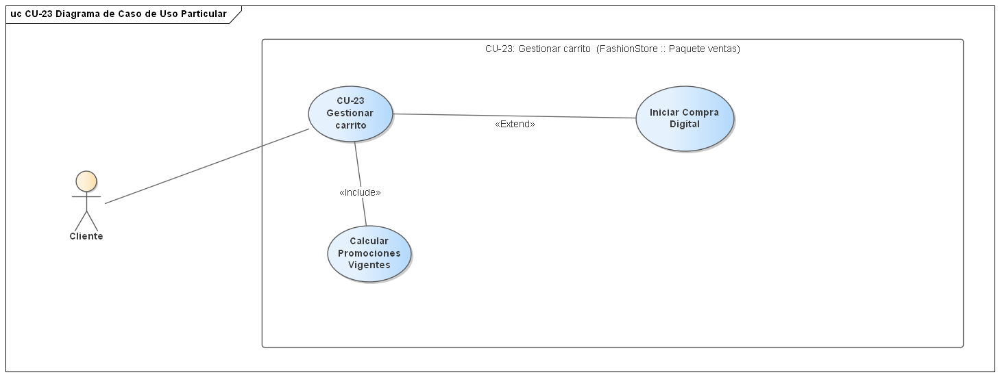 uc CU-23 Diagrama de Caso de Uso Particular
CU-23: Gestionar carrito  (FashionStore :: Paquete ventas)
CU-23
Gestionar
carrito
Iniciar Compra
Digital
«Extend»
«Include»
Cliente
Calcular
Promociones
Vigentes